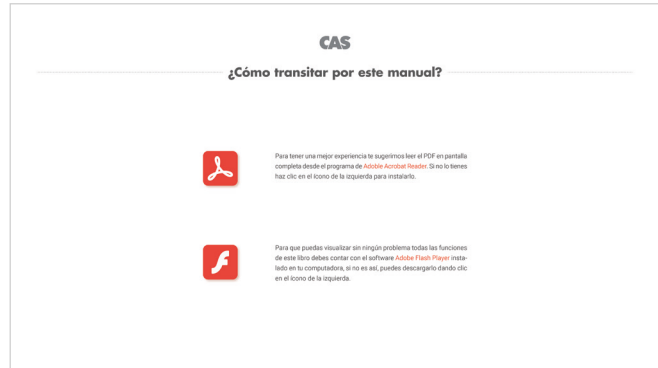 CAS
¿Cómo transitar por este manual?
Para tener una mejor experiencia te sugerimos leer el PDF en pantalla
completa desde el programa de Adoble Acrobat Reader. Si no lo tienes
haz clic en el ícono de la izquierda para instalarlo.
Para que puedas visualizar sin ningún problema todas las funciones
de este libro debes contar con el software Adobe Flash Player insta-
lado en tu computadora, si no es así, puedes descargarlo dando clic
en el ícono de la izquierda.